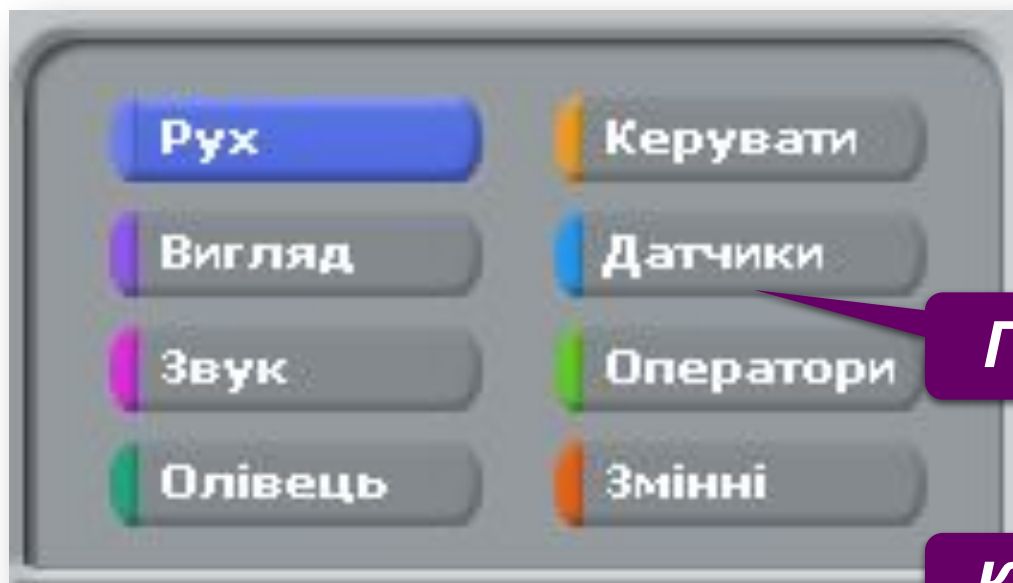 Рух
Керувати
Вигляд
Датчики
Звук
Оператори
Олівець
Змінні